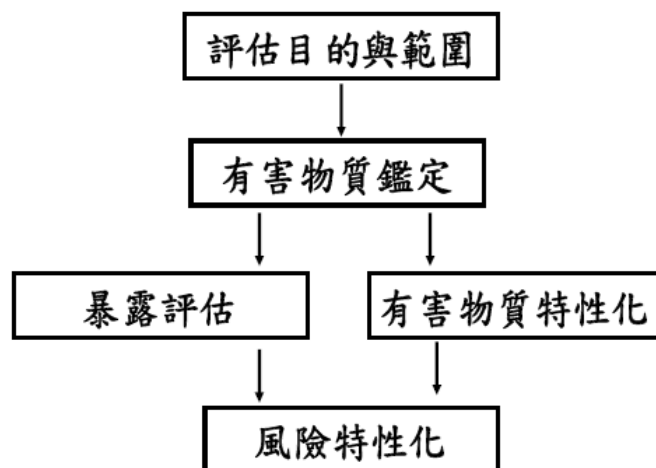 評估目的與範圍
有害物質鑑定
暴露評估
有害物質特性化
風險特性化